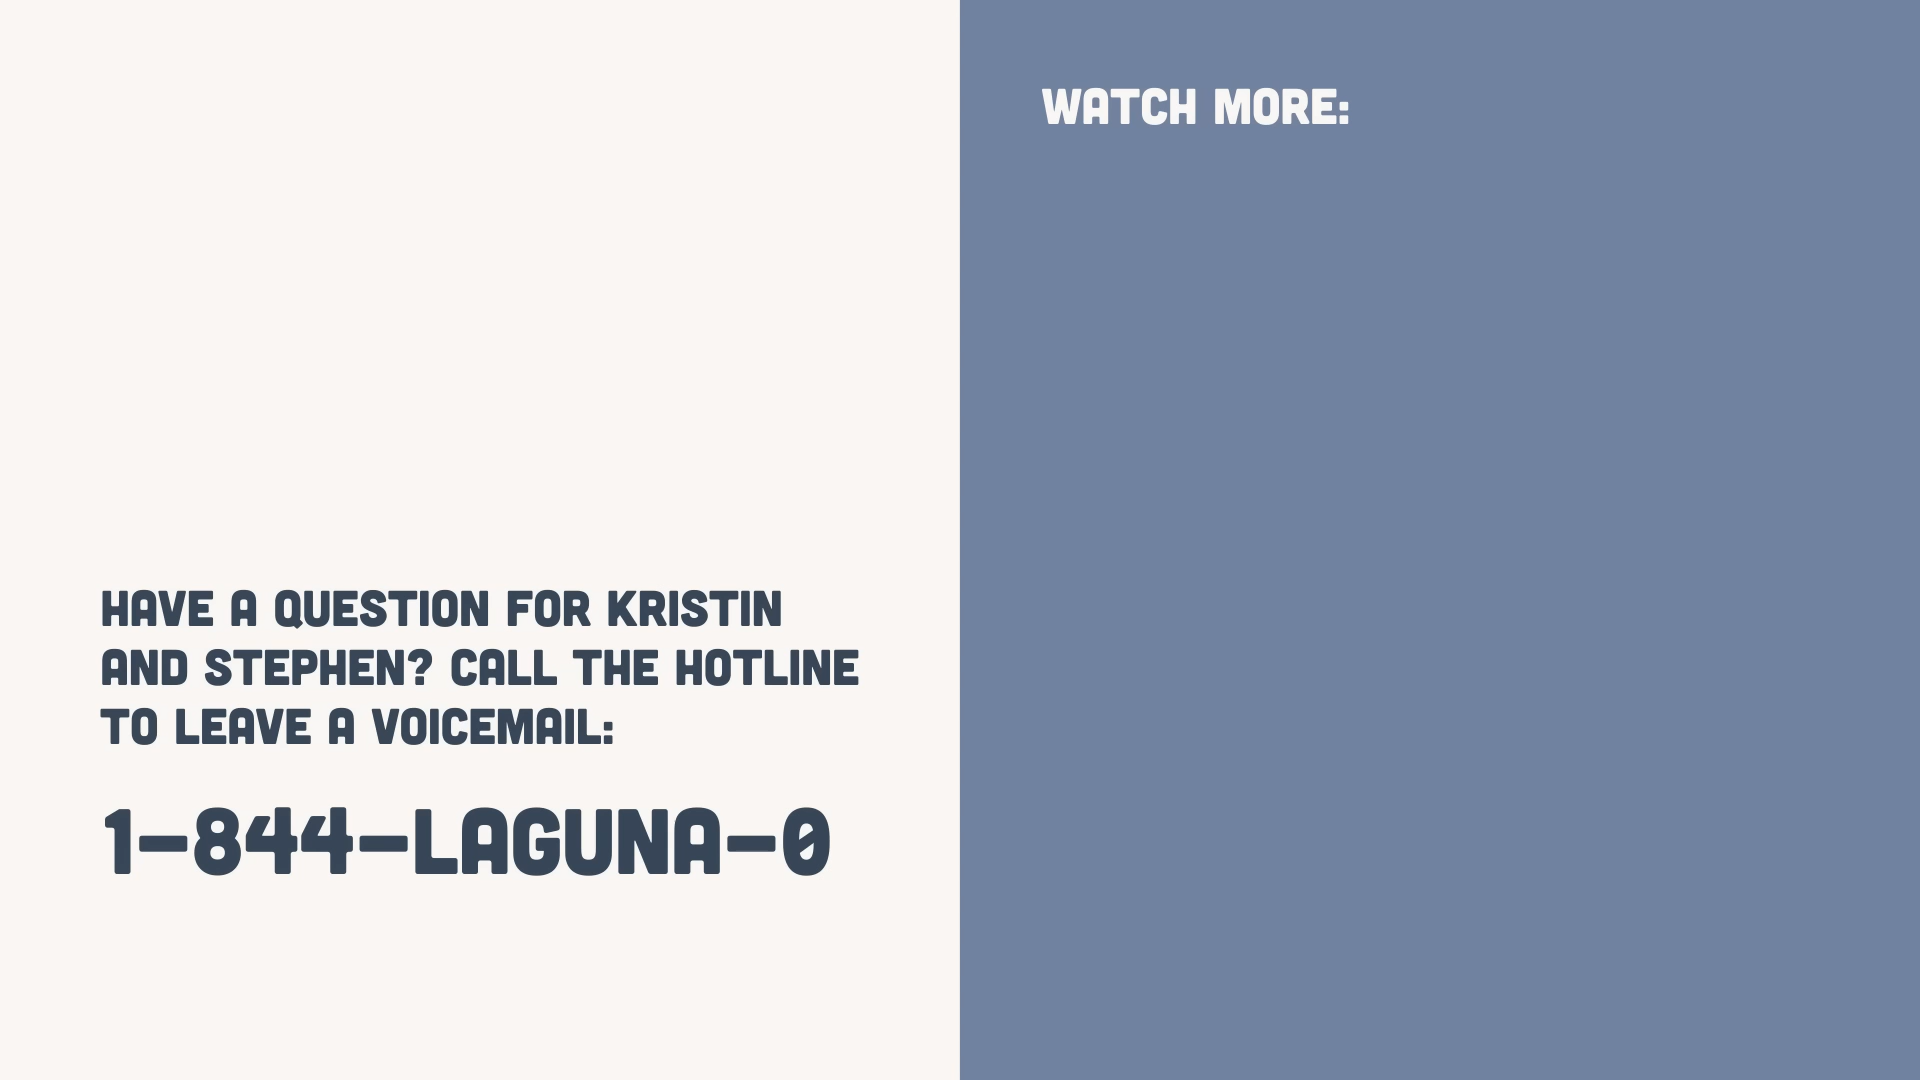 HAVE A QUESTION FOR KRISTIN
AND STEPHEN? CALL THE HOTLINE
TO LEAVE A VOICEMAIL:
1-844-LAGUNA-0
WATCH MORE: